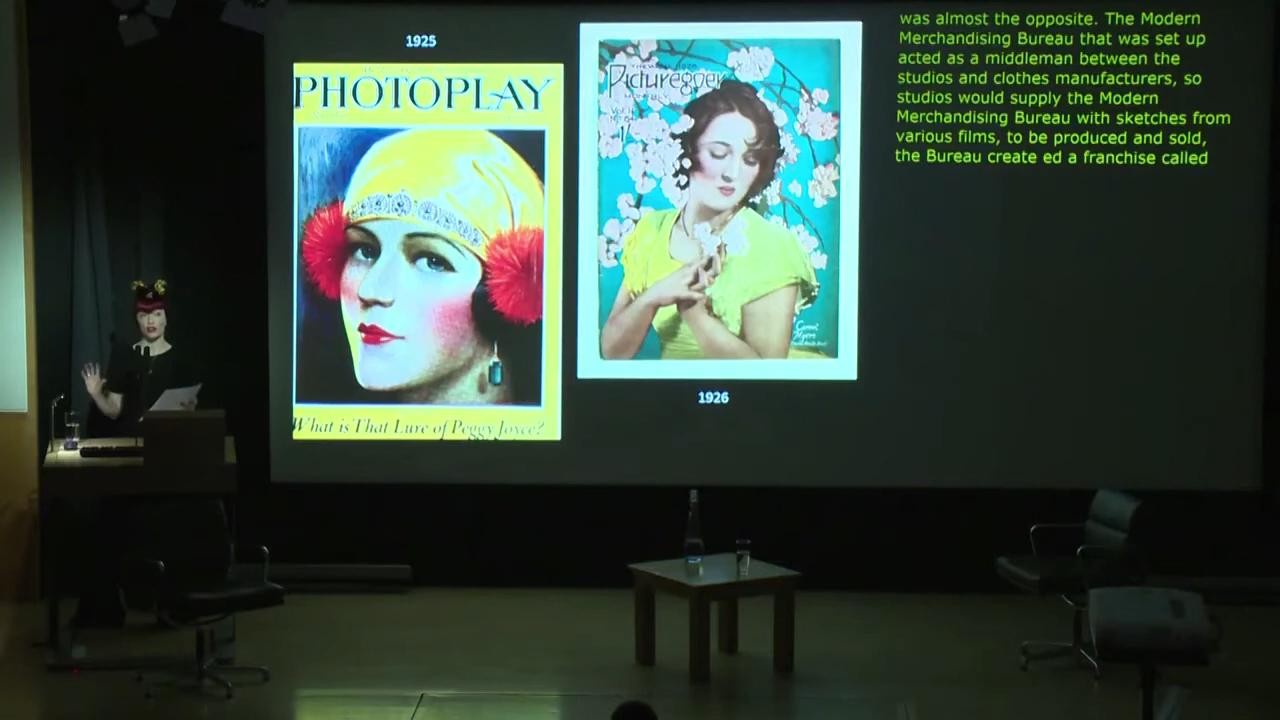 1925
PHOTOPLAY
What is That Lure of Peggy Joyce?
Picturegoer
MONTHLY
1926
was almost the opposite. The Modern
Merchandising Bureau that was set up
acted as a middleman between the
studios and clothes manufacturers, so
studios would supply the Modern
Merchandising Bureau with sketches from
various films, to be produced and sold,
the Bureau create ed a franchise called